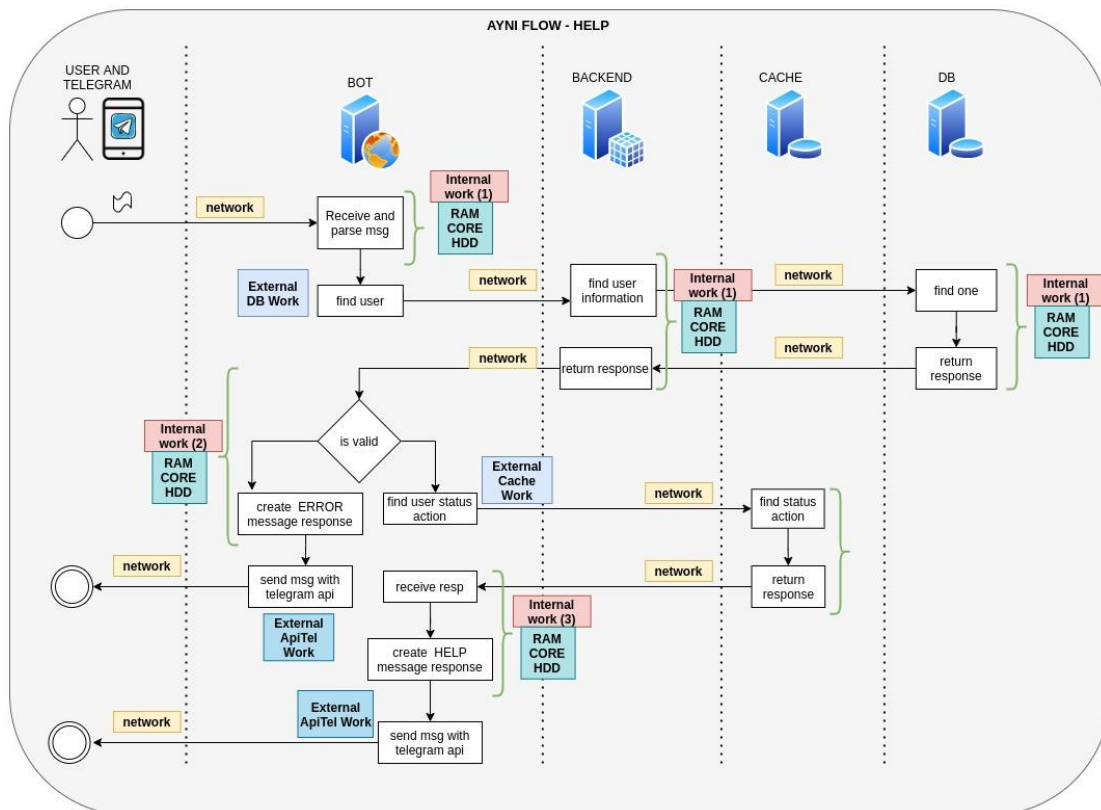 AYNI FLOW - HELP
USER AND
TELEGRAM
BOT
BACKEND
CACHE
DB
network
Receive and
parse msg
Internal
work (1)
RAM
CORE
HDD
External
DB Work
find user
network
find user
information
Internal
work (1)
RAM
CORE
HDD
network
find one
Internal
work (1)
RAM
CORE
HDD
network
return response
network
return
response
Internal
work (2)
RAM
CORE
HDD
is valid
create ERROR
message response
find user status
action
External
Cache
Work
network
find status
action
network
send msg with
telegram api
External
ApiTel
Work
receive resp
network
return
response
Internal
work (3)
RAM
CORE
HDD
create HELP
message response
External
ApiTel Work
network
send msg with
telegram api